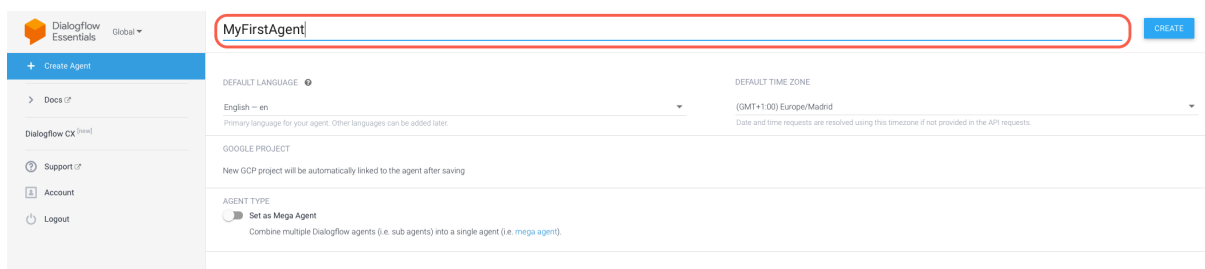 Dialogflow
Essentials
Global
MyFirstAgent
CREATE
+ Create Agent
Docs
Dialogflow CX [new]
Support
Account
Logout
DEFAULT LANGUAGE
English — en
Primary language for your agent. Other languages can be added later.
DEFAULT TIME ZONE
(GMT+1:00) Europe/Madrid
Date and time requests are resolved using this timezone if not provided in the API requests.
GOOGLE PROJECT
New GCP project will be automatically linked to the agent after saving
AGENT TYPE
Set as Mega Agent
Combine multiple Dialogflow agents (i.e. sub agents) into a single agent (i.e. mega agent).